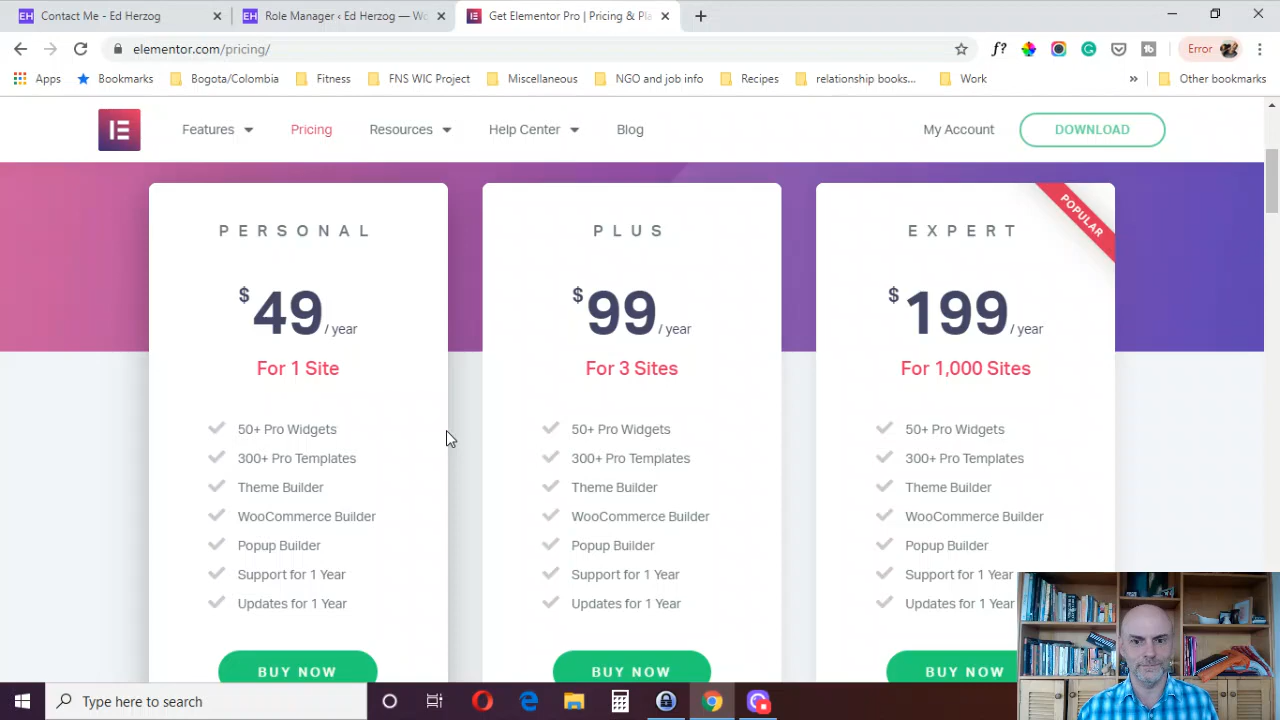 Contact Me - Ed Herzog
Role Manager ‹ Ed Herzog — Wo
Get Elementor Pro | Pricing & Pla
elementor.com/pricing/
f?
Error
Apps
Bookmarks
Bogota/Colombia
Fitness
FNS WIC Project
Miscellaneous
NGO and job info
Recipes
relationship books...
Work
»
Other bookmarks
Features
Pricing
Resources
Help Center
Blog
My Account
DOWNLOAD
PERSONAL
$49/ year
For 1 Site
50+ Pro Widgets
300+ Pro Templates
Theme Builder
WooCommerce Builder
Popup Builder
Support for 1 Year
Updates for 1 Year
BUY NOW
PLUS
$99/ year
For 3 Sites
50+ Pro Widgets
300+ Pro Templates
Theme Builder
WooCommerce Builder
Popup Builder
Support for 1 Year
Updates for 1 Year
BUY NOW
POPULAR
EXPERT
$199/ year
For 1,000 Sites
50+ Pro Widgets
300+ Pro Templates
Theme Builder
WooCommerce Builder
Popup Builder
Support for 1 Year
Updates for 1 Year
BUY NOW
Type here to search